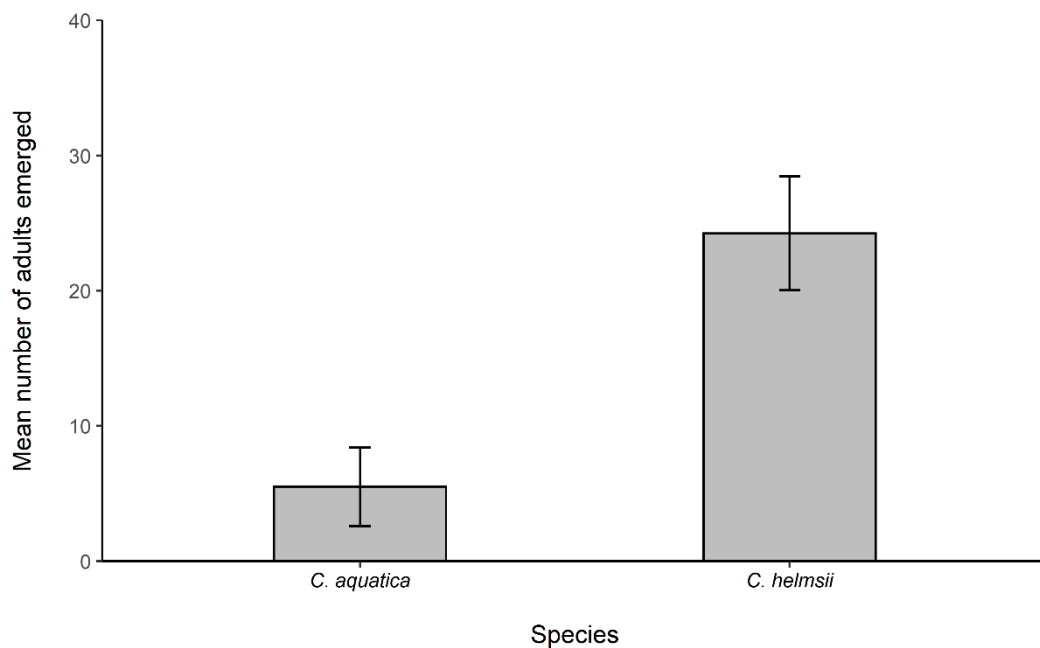 Mean number of adults emerged
40
30
20
10
0
C. aquatica
C. helmsii
Species